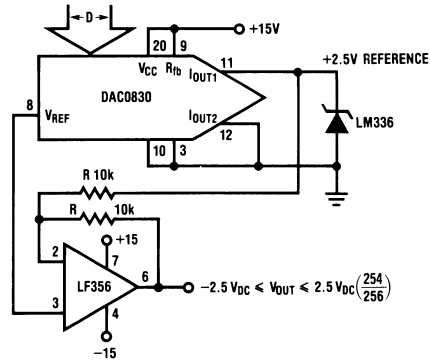 D
+15V
20 9
VCC Rfb
IOUT1 11
+2.5V REFERENCE
DAC0830
8
VREF
IOUT2
12
LM336
10 3
R 10k
R 10k
+15
2
7
LF356
6
−2.5 VDC ≤ VOUT ≤ 2.5 VDC(254/256)
3
4
−15